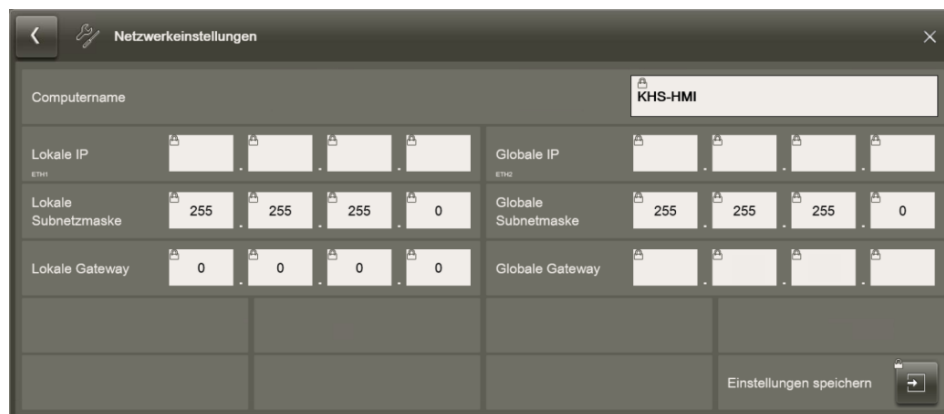 Netzwerkeinstellungen
Computername
KHS-HMI
Lokale IP
ETH1
. . .
Globale IP
ETH2
. . .
Lokale
Subnetzmaske
255 . 255 . 255 . 0
Globale
Subnetmaske
255 . 255 . 255 . 0
Lokale Gateway
0 . 0 . 0 . 0
Globale Gateway
. . .
Einstellungen speichern